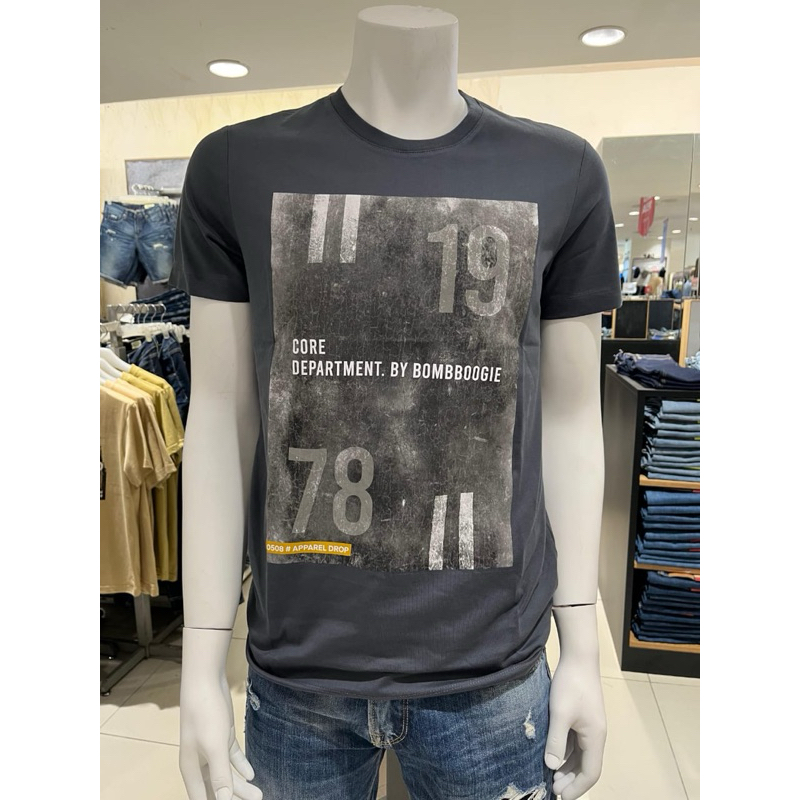 19
CORE
DEPARTMENT. BY BOMBBOOGIE
78
0508 # APPAREL DROP